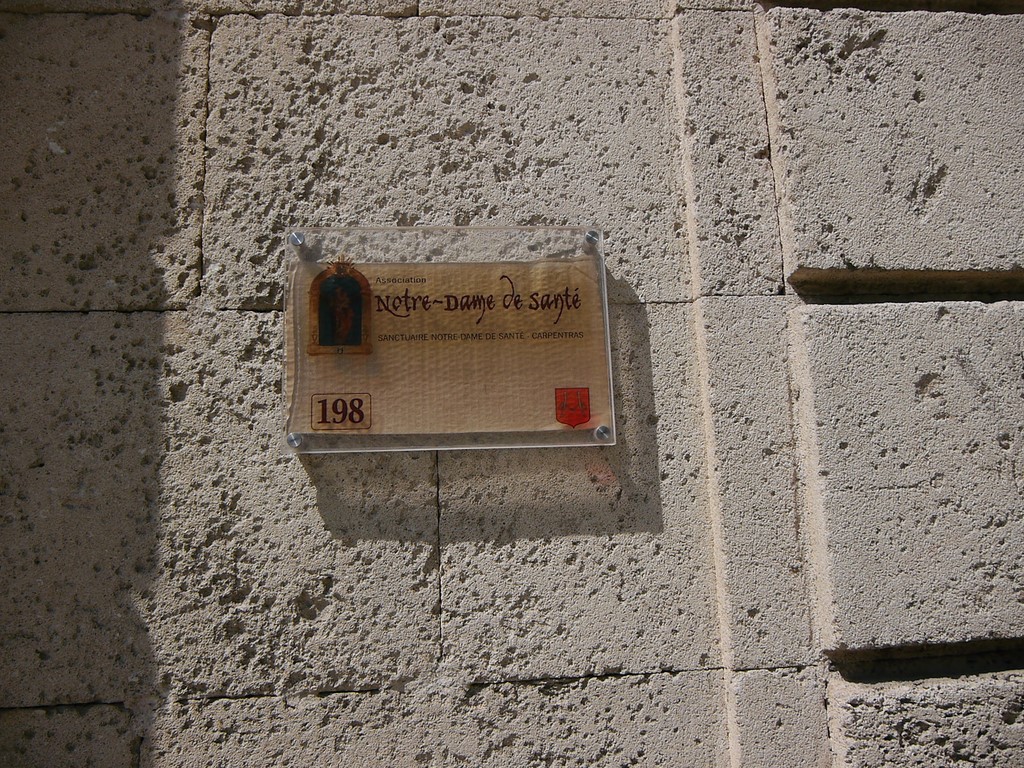 Association
Notre-Dame de Santé
SANCTUAIRE NOTRE-DAME DE SANTÉ - CARPENTRAS
198